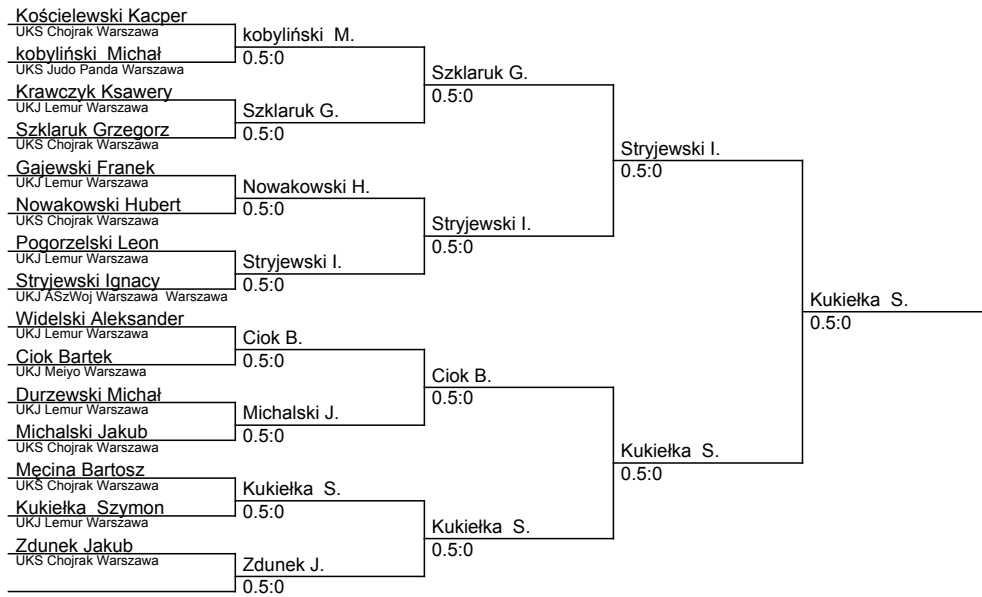 Kościelewski Kacper
UKS Chojrak Warszawa
kobyliński  Michał
UKS Judo Panda Warszawa
Krawczyk Ksawery
UKJ Lemur Warszawa
Szklaruk Grzegorz
UKS Chojrak Warszawa
Gajewski Franek
UKJ Lemur Warszawa
Nowakowski Hubert
UKS Chojrak Warszawa
Pogorzelski Leon
UKJ Lemur Warszawa
Stryjewski Ignacy
UKJ ASzWoj Warszawa  Warszawa
Widelski Aleksander
UKJ Lemur Warszawa
Ciok Bartek
UKJ Meiyo Warszawa
Durzewski Michał
UKJ Lemur Warszawa
Michalski Jakub
UKS Chojrak Warszawa
Męcina Bartosz
UKS Chojrak Warszawa
Kukiełka  Szymon
UKJ Lemur Warszawa
Zdunek Jakub
UKS Chojrak Warszawa
kobyliński  M.
0.5:0
Szklaruk G.
0.5:0
Nowakowski H.
0.5:0
Stryjewski I.
0.5:0
Ciok B.
0.5:0
Michalski J.
0.5:0
Kukiełka  S.
0.5:0
Zdunek J.
0.5:0
Szklaruk G.
0.5:0
Stryjewski I.
0.5:0
Ciok B.
0.5:0
Kukiełka  S.
0.5:0
Stryjewski I.
0.5:0
Kukiełka  S.
0.5:0
Kukiełka  S.
0.5:0